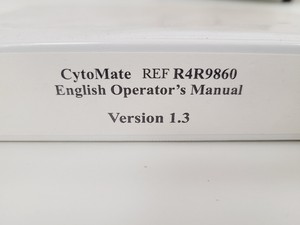 CytoMate REF R4R9860
English Operator's Manual
Version 1.3